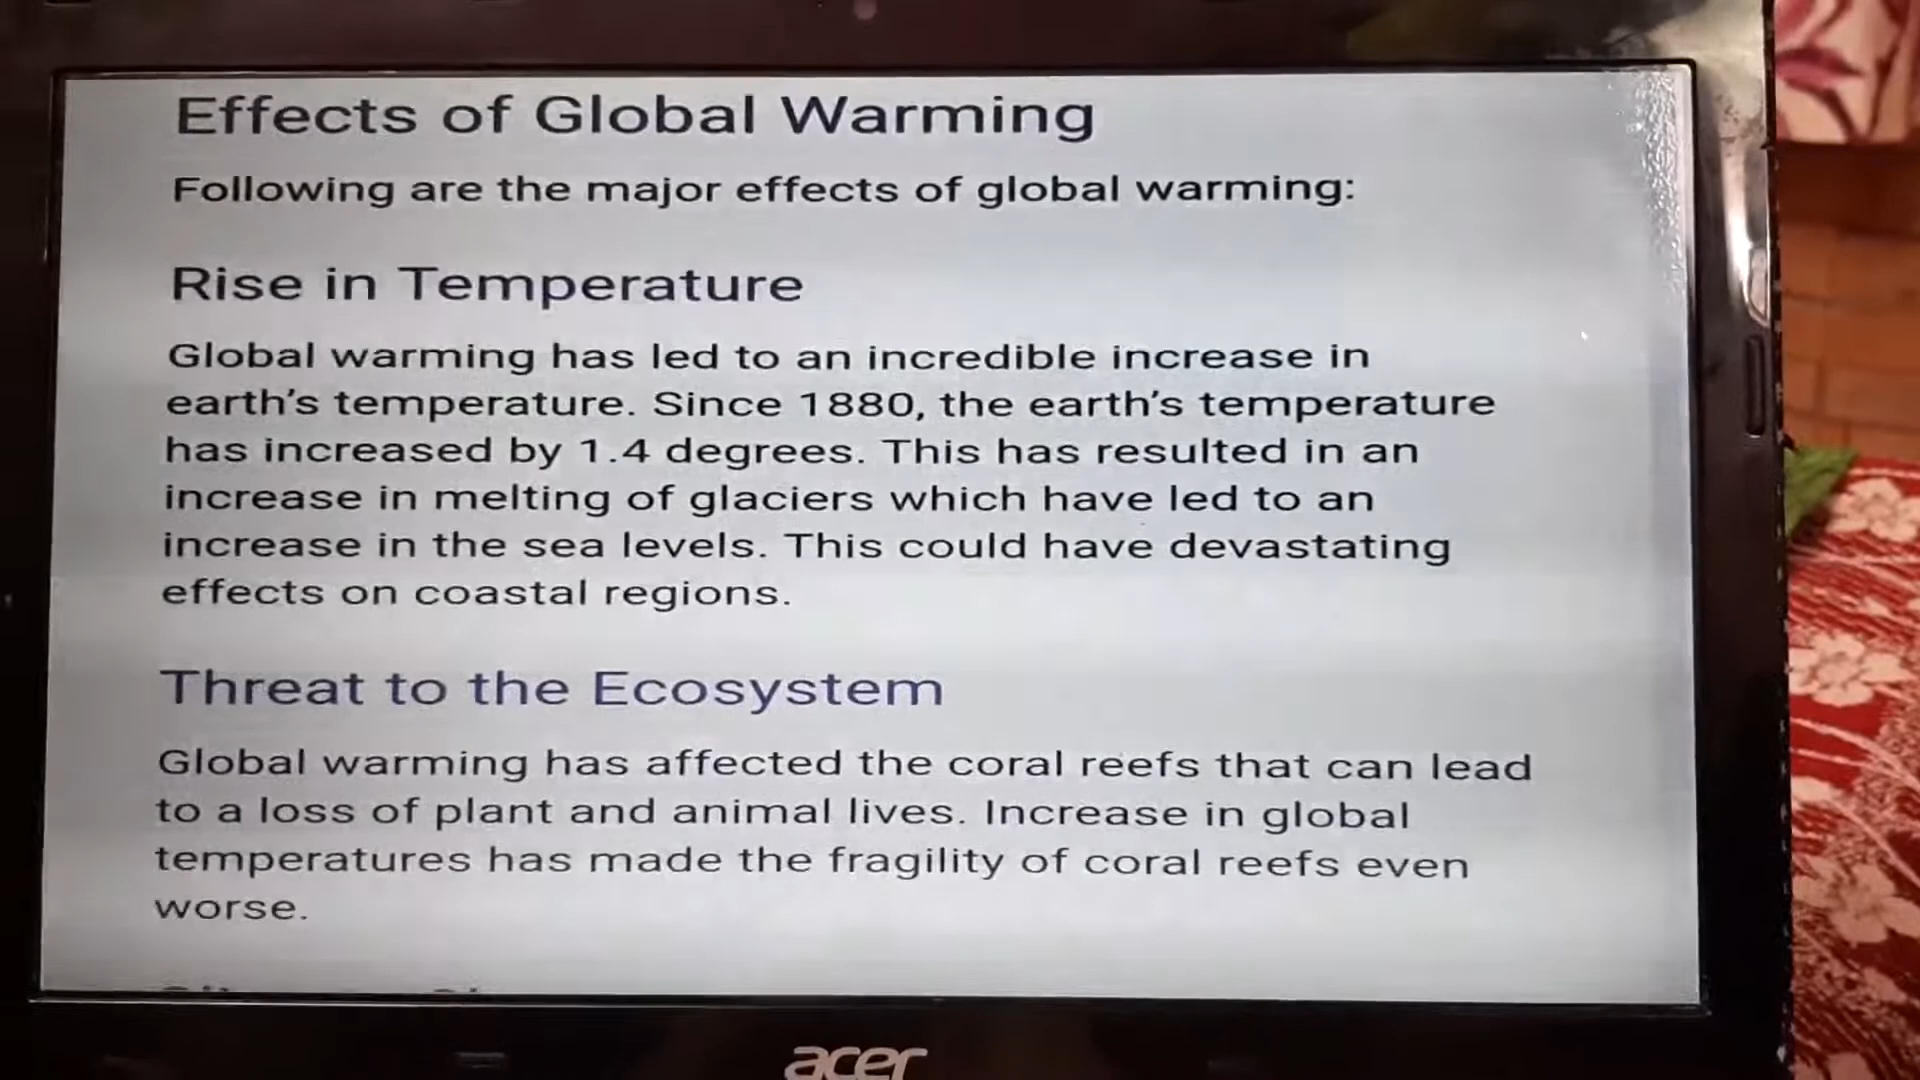 Effects of Global Warming
Following are the major effects of global warming:
Rise in Temperature
Global warming has led to an incredible increase in
earth's temperature. Since 1880, the earth's temperature
has increased by 1.4 degrees. This has resulted in an
increase in melting of glaciers which have led to an
increase in the sea levels. This could have devastating
effects on coastal regions.
Threat to the Ecosystem
Global warming has affected the coral reefs that can lead
to a loss of plant and animal lives. Increase in global
temperatures has made the fragility of coral reefs even
worse.
acer